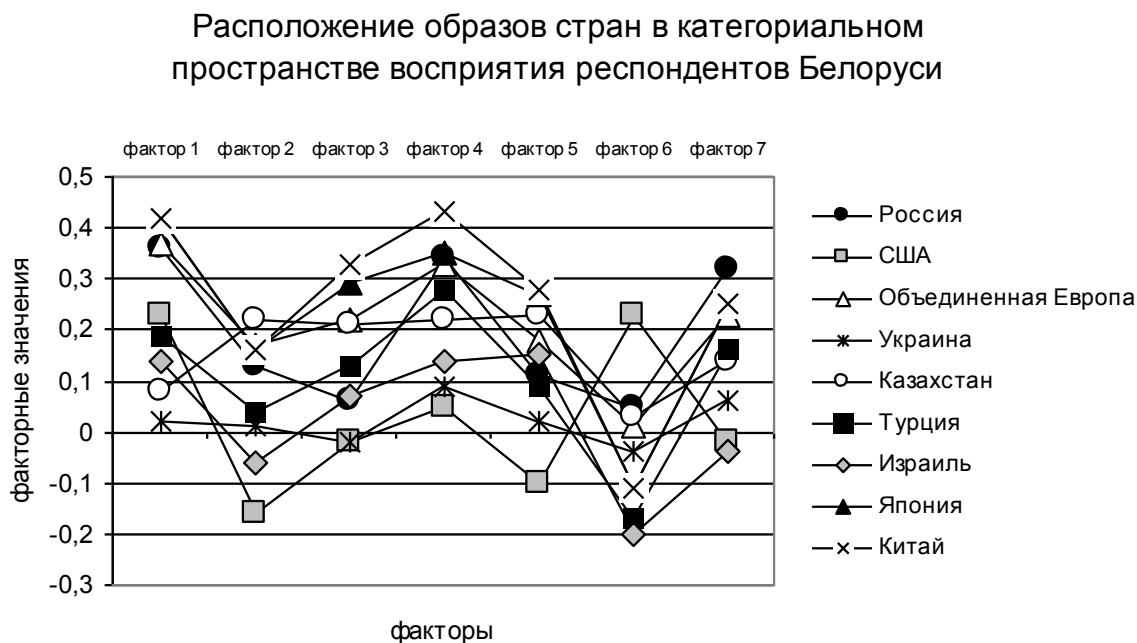 Расположение образов стран в категориальном
пространстве восприятия респондентов Белоруси
фактор 1 фактор 2 фактор 3 фактор 4 фактор 5 фактор 6 фактор 7
0,5
0,4
0,3
0,2
0,1
0
-0,1
-0,2
-0,3
факторные значения
факторы
Россия
США
Объединенная Европа
Украина
Казахстан
Турция
Израиль
Япония
Китай